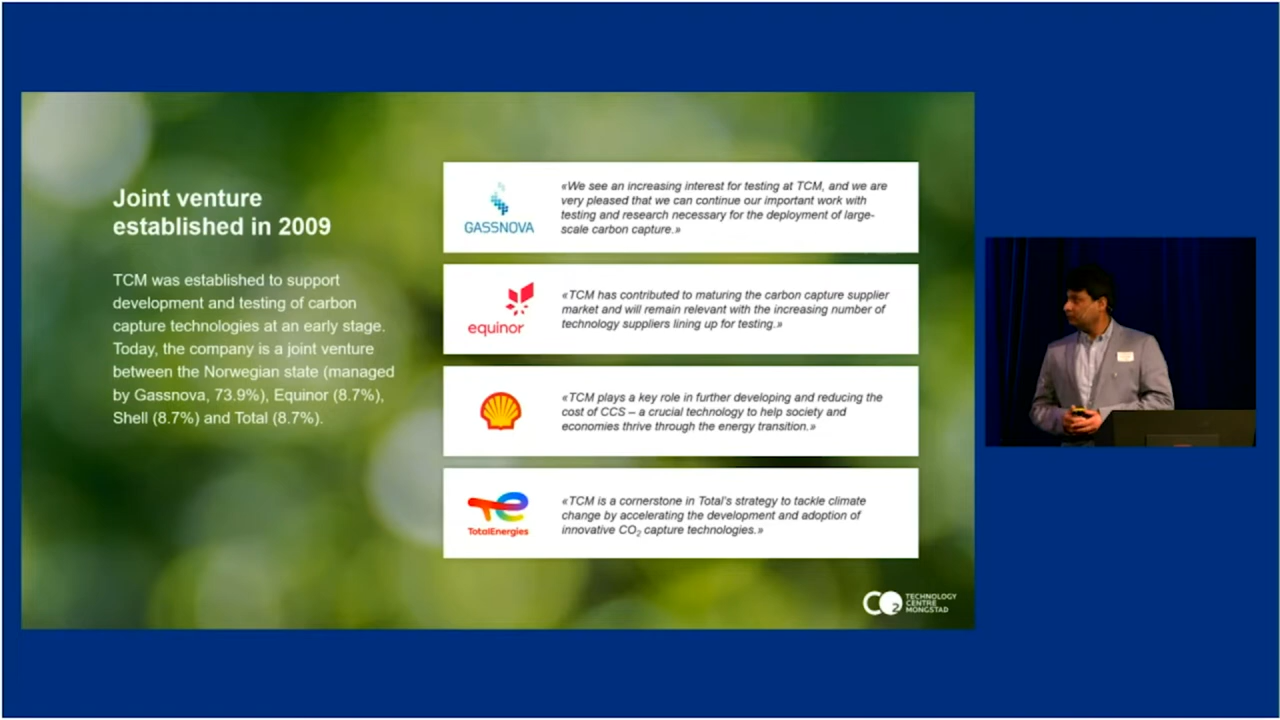 Joint venture
established in 2009
TCM was established to support
development and testing of carbon
capture technologies at an early stage.
Today, the company is a joint venture
between the Norwegian state (managed
by Gassnova, 73.9%), Equinor (8.7%),
Shell (8.7%) and Total (8.7%).
GASSNOVA
«We see an increasing interest for testing at TCM, and we are
very pleased that we can continue our important work with
testing and research necessary for the deployment of large-
scale carbon capture.»
equinor
«TCM has contributed to maturing the carbon capture supplier
market and will remain relevant with the increasing number of
technology suppliers lining up for testing.»
«TCM plays a key role in further developing and reducing the
cost of CCS – a crucial technology to help society and
economies thrive through the energy transition.»
TotalEnergies
«TCM is a cornerstone in Total's strategy to tackle climate
change by accelerating the development and adoption of
innovative CO₂ capture technologies.»
CO₂ TECHNOLOGY
CENTRE
MONGSTAD